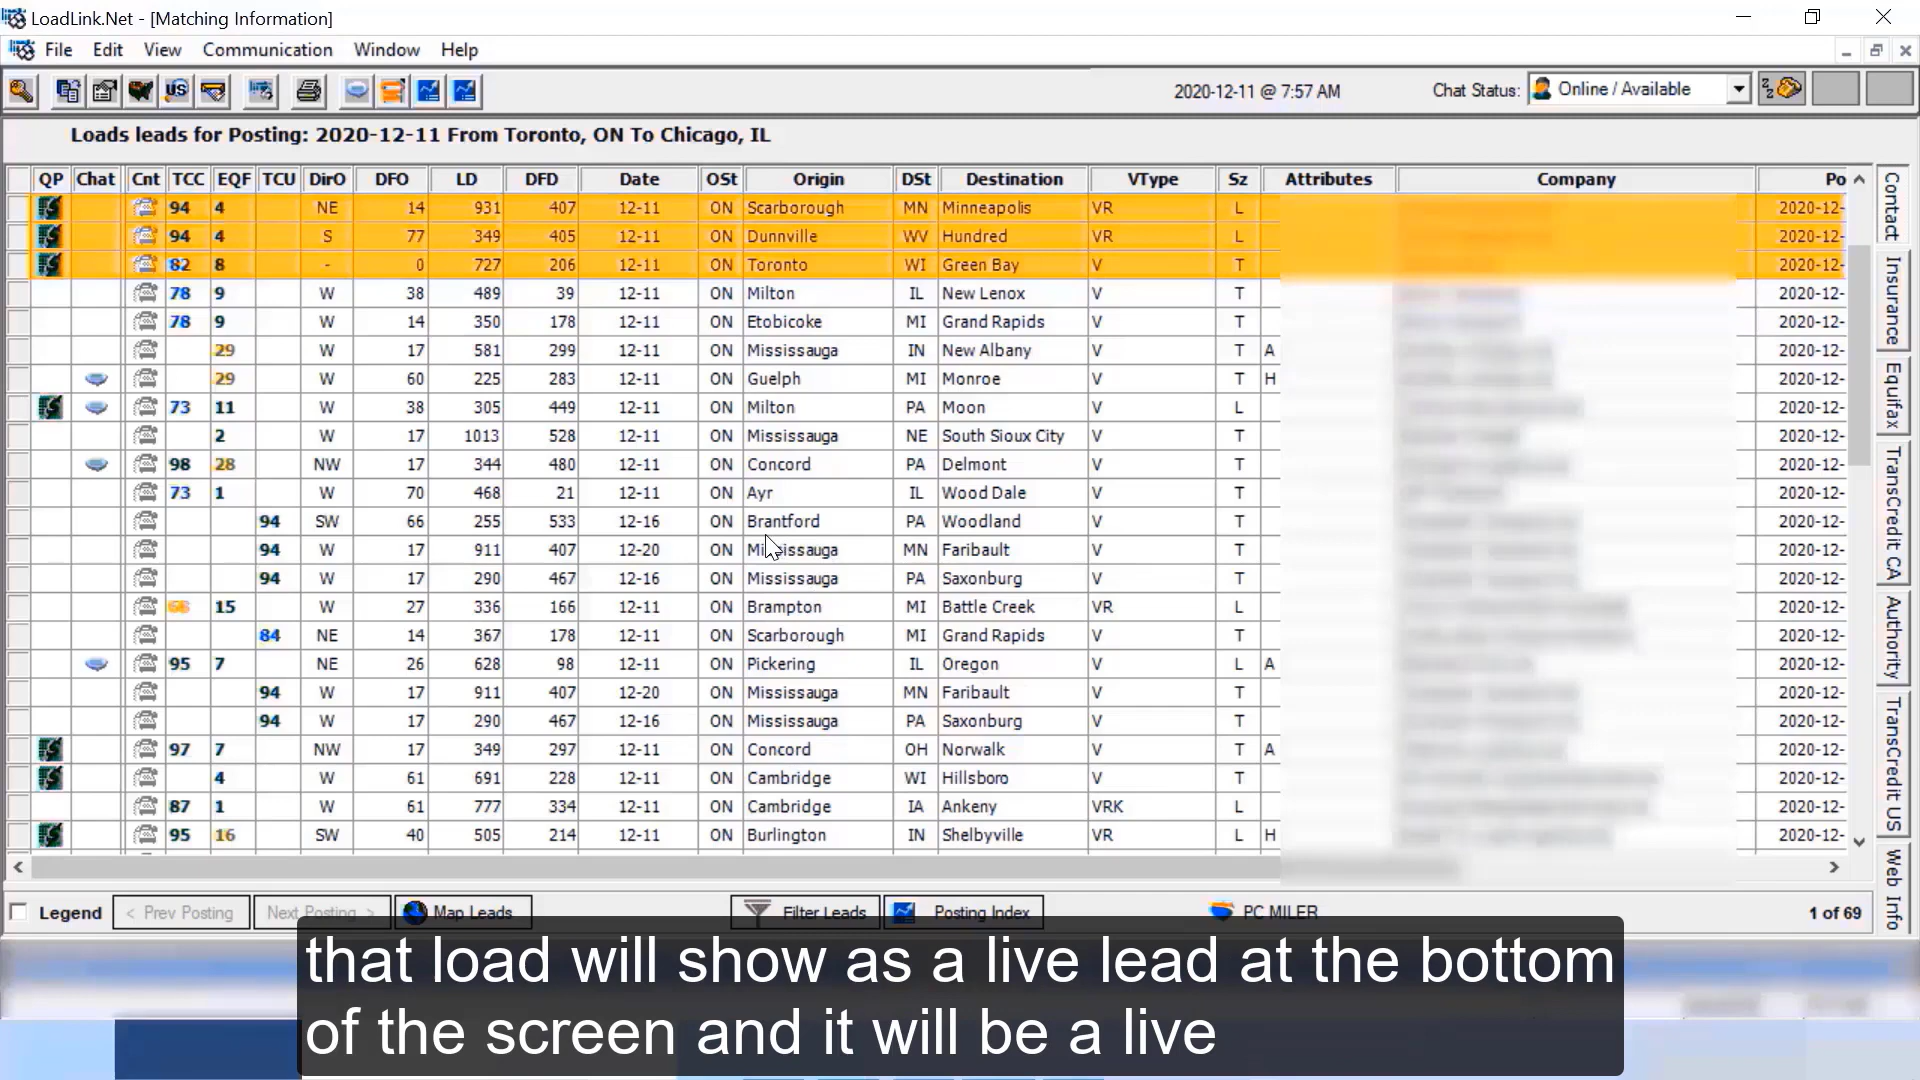 LoadLink.Net - [Matching Information]
File Edit View Communication Window Help
US 2020-12-11 @ 7:57 AM Chat Status: Online / Available
Loads leads for Posting: 2020-12-11 From Toronto, ON To Chicago, IL
QP Chat Cnt TCC EQF TCU DirO DFO LD DFD Date OSt Origin DSt Destination VType Sz Attributes Company Po
94 4 NE 14 931 407 12-11 ON Scarborough MN Minneapolis VR L 2020-12-
94 4 S 77 349 405 12-11 ON Dunnville WV Hundred VR L 2020-12-
82 8 - 0 727 206 12-11 ON Toronto WI Green Bay V T 2020-12-
78 9 W 38 489 39 12-11 ON Milton IL New Lenox V T 2020-12-
78 9 W 14 350 178 12-11 ON Etobicoke MI Grand Rapids V T 2020-12-
29 W 17 581 299 12-11 ON Mississauga IN New Albany V T A 2020-12-
29 W 60 225 283 12-11 ON Guelph MI Monroe V T H 2020-12-
73 11 W 38 305 449 12-11 ON Milton PA Moon V L 2020-12-
2 W 17 1013 528 12-11 ON Mississauga NE South Sioux City V T 2020-12-
98 28 NW 17 344 480 12-11 ON Concord PA Delmont V T 2020-12-
73 1 W 70 468 21 12-11 ON Ayr IL Wood Dale V T 2020-12-
94 SW 66 255 533 12-16 ON Brantford PA Woodland V T 2020-12-
94 W 17 911 407 12-20 ON Mississauga MN Faribault V T 2020-12-
94 W 17 290 467 12-16 ON Mississauga PA Saxonburg V T 2020-12-
15 W 27 336 166 12-11 ON Brampton MI Battle Creek VR L 2020-12-
84 NE 14 367 178 12-11 ON Scarborough MI Grand Rapids V T 2020-12-
95 7 NE 26 628 98 12-11 ON Pickering IL Oregon V L A 2020-12-
94 W 17 911 407 12-20 ON Mississauga MN Faribault V T 2020-12-
94 W 17 290 467 12-16 ON Mississauga PA Saxonburg V T 2020-12-
97 7 NW 17 349 297 12-11 ON Concord OH Norwalk V T A 2020-12-
4 W 61 691 228 12-11 ON Cambridge WI Hillsboro V T 2020-12-
87 1 W 61 777 334 12-11 ON Cambridge IA Ankeny VRK L 2020-12-
95 16 SW 40 505 214 12-11 ON Burlington IN Shelbyville VR L H 2020-12-
Contact
Insurance
Equifax
TransCredit CA
Authority
TransCredit US
Web Info
Legend < Prev Posting Next Posting > Map Leads Filter Leads Posting Index PC MILER 1 of 69
that load will show as a live lead at the bottom
of the screen and it will be a live